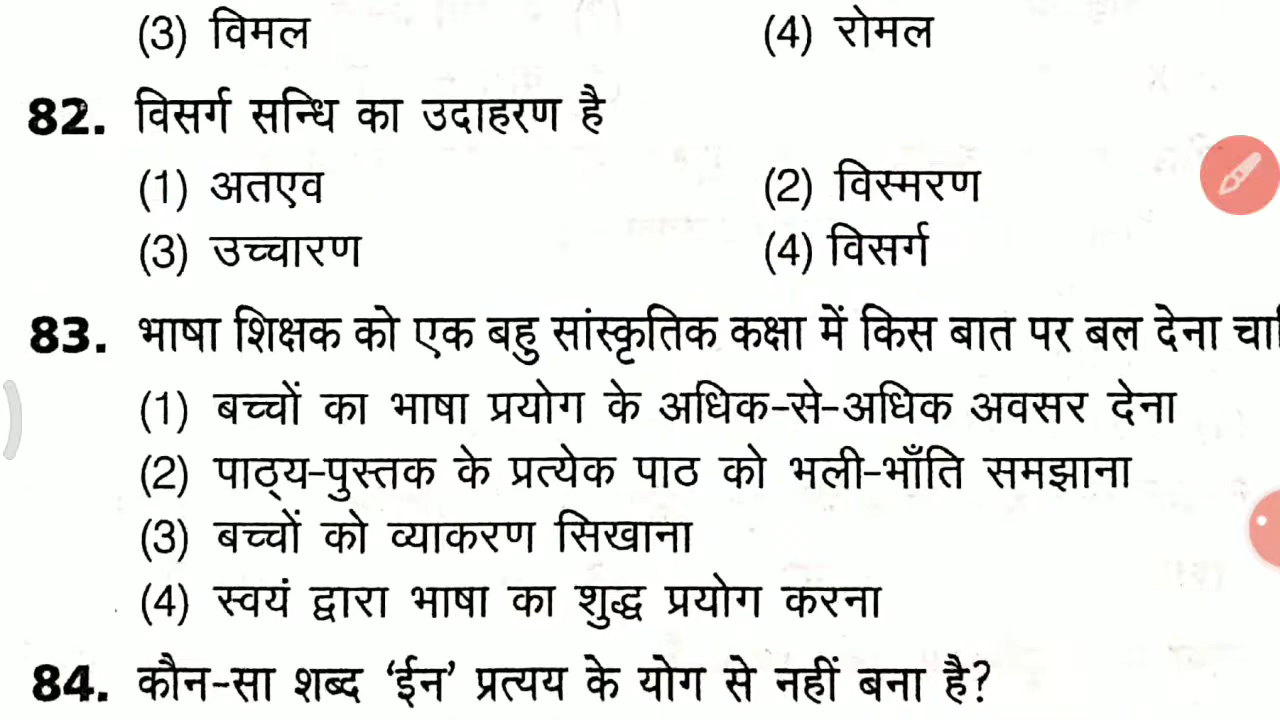 (3) विमल (4) रोमल
82. विसर्ग सन्धि का उदाहरण है
(1) अतएव (2) विस्मरण
(3) उच्चारण (4) विसर्ग
83. भाषा शिक्षक को एक बहु सांस्कृतिक कक्षा में किस बात पर बल देना
(1) बच्चों का भाषा प्रयोग के अधिक-से-अधिक अवसर देना
(2) पाठ्य-पुस्तक के प्रत्येक पाठ को भली-भाँति समझाना
(3) बच्चों को व्याकरण सिखाना
(4) स्वयं द्वारा भाषा का शुद्ध प्रयोग करना
84. कौन-सा शब्द ‘ईन’ प्रत्यय के योग से नहीं बना है?